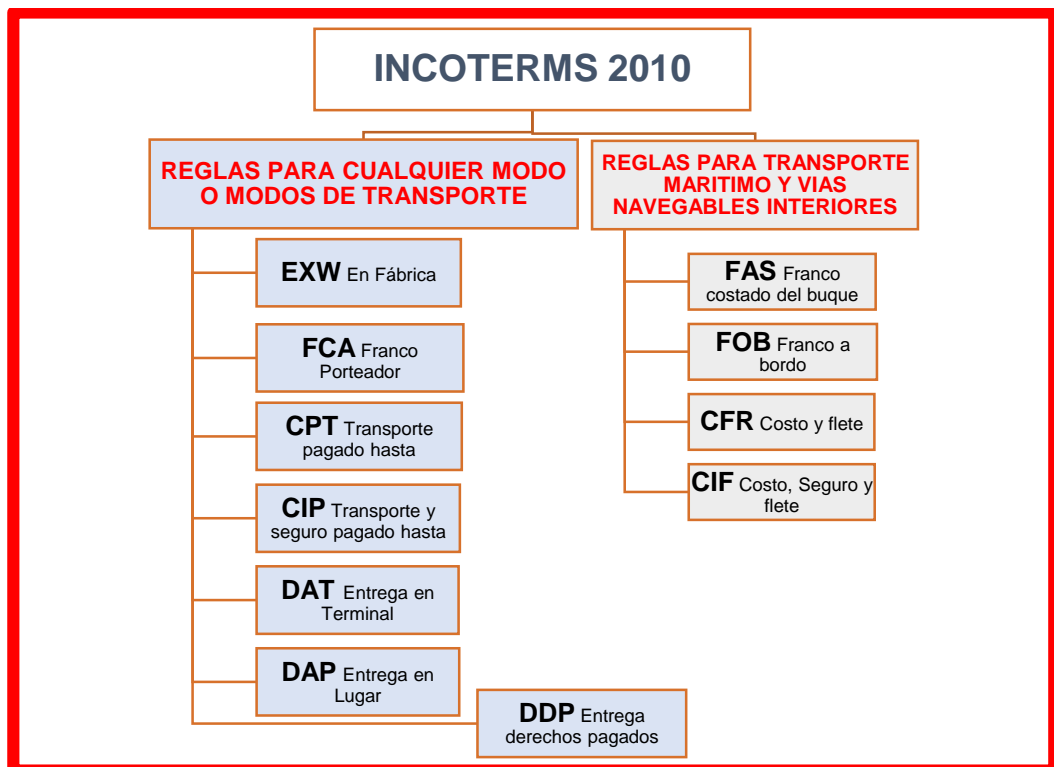 INCOTERMS 2010
REGLAS PARA CUALQUIER MODO
O MODOS DE TRANSPORTE
EXW En Fábrica
FCA Franco
Porteador
CPT Transporte
pagado hasta
CIP Transporte y
seguro pagado hasta
DAT Entrega en
Terminal
DAP Entrega en
Lugar
DDP Entrega
derechos pagados
REGLAS PARA TRANSPORTE
MARITIMO Y VIAS
NAVEGABLES INTERIORES
FAS Franco
costado del buque
FOB Franco a
bordo
CFR Costo y flete
CIF Costo, Seguro y
flete